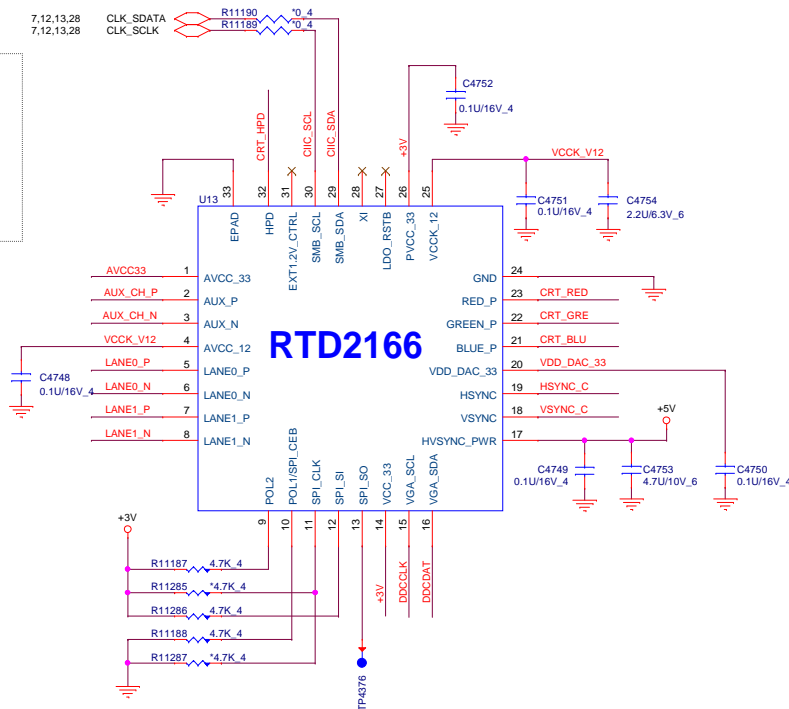 7,12,13,28 CLK_SDATA R11190 *0_4
7,12,13,28 CLK_SCLK R11189 *0_4
C4752
0.1U/16V_4
CRT_HPD
CIIC_SCL
CIIC_SDA
+3V
VCCK_V12
C4751
0.1U/16V_4
C4754
2.2U/6.3V_6
33 32 31 30 29 28 27 26 25
U13
EPAD
HPD
EXT1.2V_CTRL
SMB_SCL
SMB_SDA
XI
LDO_RSTB
PVCC_33
VCCK_12
AVCC33 1 AVCC_33
AUX_CH_P 2 AUX_P
AUX_CH_N 3 AUX_N
VCCK_V12 4 AVCC_12
LANE0_P 5 LANE0_P
LANE0_N 6 LANE0_N
LANE1_P 7 LANE1_P
LANE1_N 8 LANE1_N
C4748
0.1U/16V_4
RTD2166
GND 24
RED_P 23 CRT_RED
GREEN_P 22 CRT_GRE
BLUE_P 21 CRT_BLU
VDD_DAC_33 20 VDD_DAC_33
HSYNC 19 HSYNC_C
VSYNC 18 VSYNC_C
HVSYNC_PWR 17
+5V
C4749
0.1U/16V_4
C4753
4.7U/10V_6
C4750
0.1U/16V_4
POL2
POL1/SPI_CEB
SPI_CLK
SPI_SI
SPI_SO
VCC_33
VGA_SCL
VGA_SDA
9 10 11 12 13 14 15 16
+3V
R11187 4.7K_4
R11285 *4.7K_4
R11286 4.7K_4
R11188 4.7K_4
R11287 *4.7K_4
+3V
DDCCLK
DDCDAT
TP4376